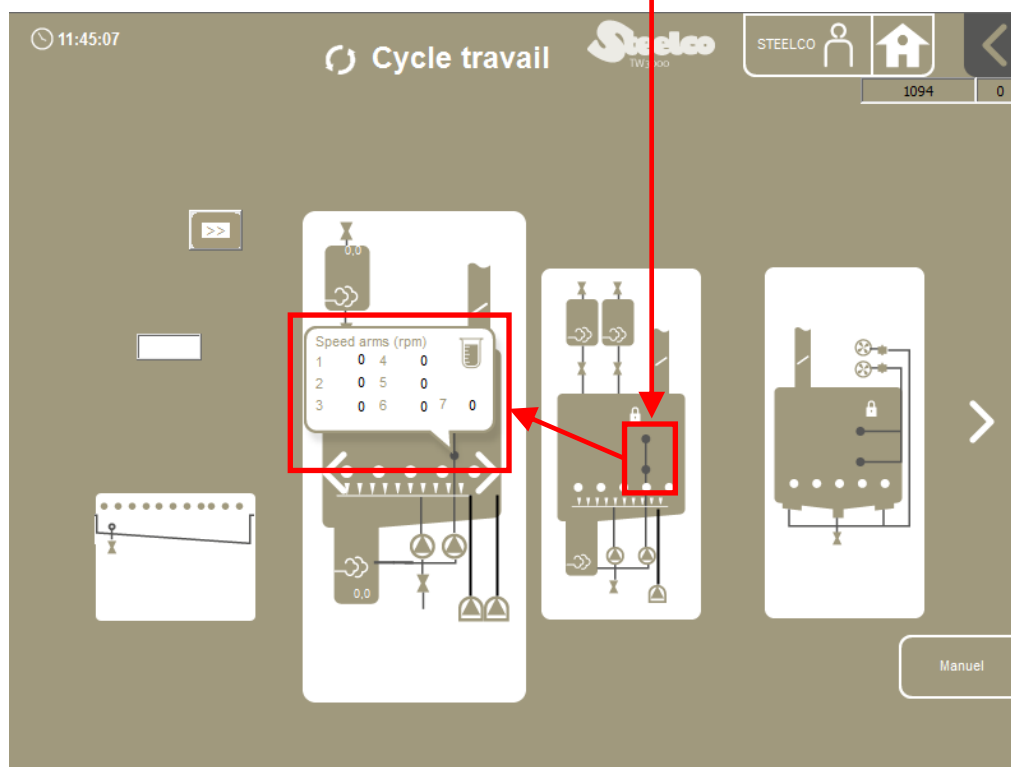 11:45:07
Cycle travail
Steelco
TW3000
STEELCO
1094 0
>>
0,0
Speed arms (rpm)
1 0 4 0
2 0 5 0
3 0 6 0 7 0
0,0
Manuel